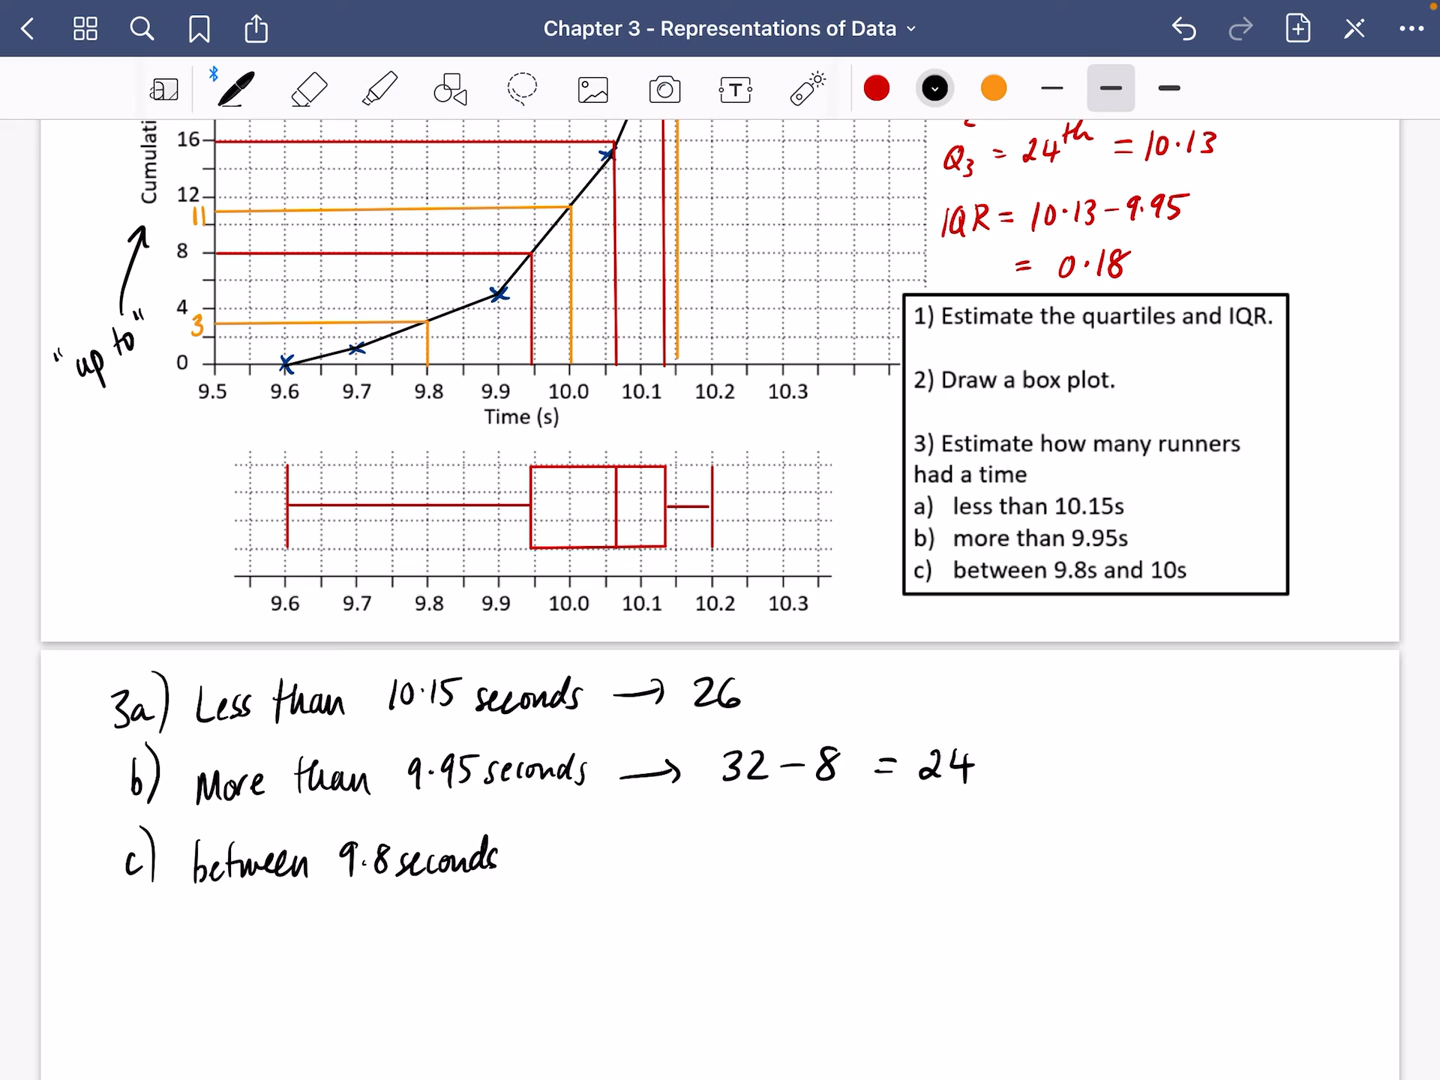 Chapter 3 - Representations of Data
Cumulati
16
12
11
8
4
3
0
9.5 9.6 9.7 9.8 9.9 10.0 10.1 10.2 10.3
Time (s)
"up to"
Q3 = 24th = 10.13
IQR = 10.13 - 9.95
= 0.18
1) Estimate the quartiles and IQR.
2) Draw a box plot.
3) Estimate how many runners
had a time
a) less than 10.15s
b) more than 9.95s
c) between 9.8s and 10s
9.6 9.7 9.8 9.9 10.0 10.1 10.2 10.3
3a) Less than 10.15 seconds → 26
b) More than 9.95 seconds → 32 - 8 = 24
c) between 9.8 seconds